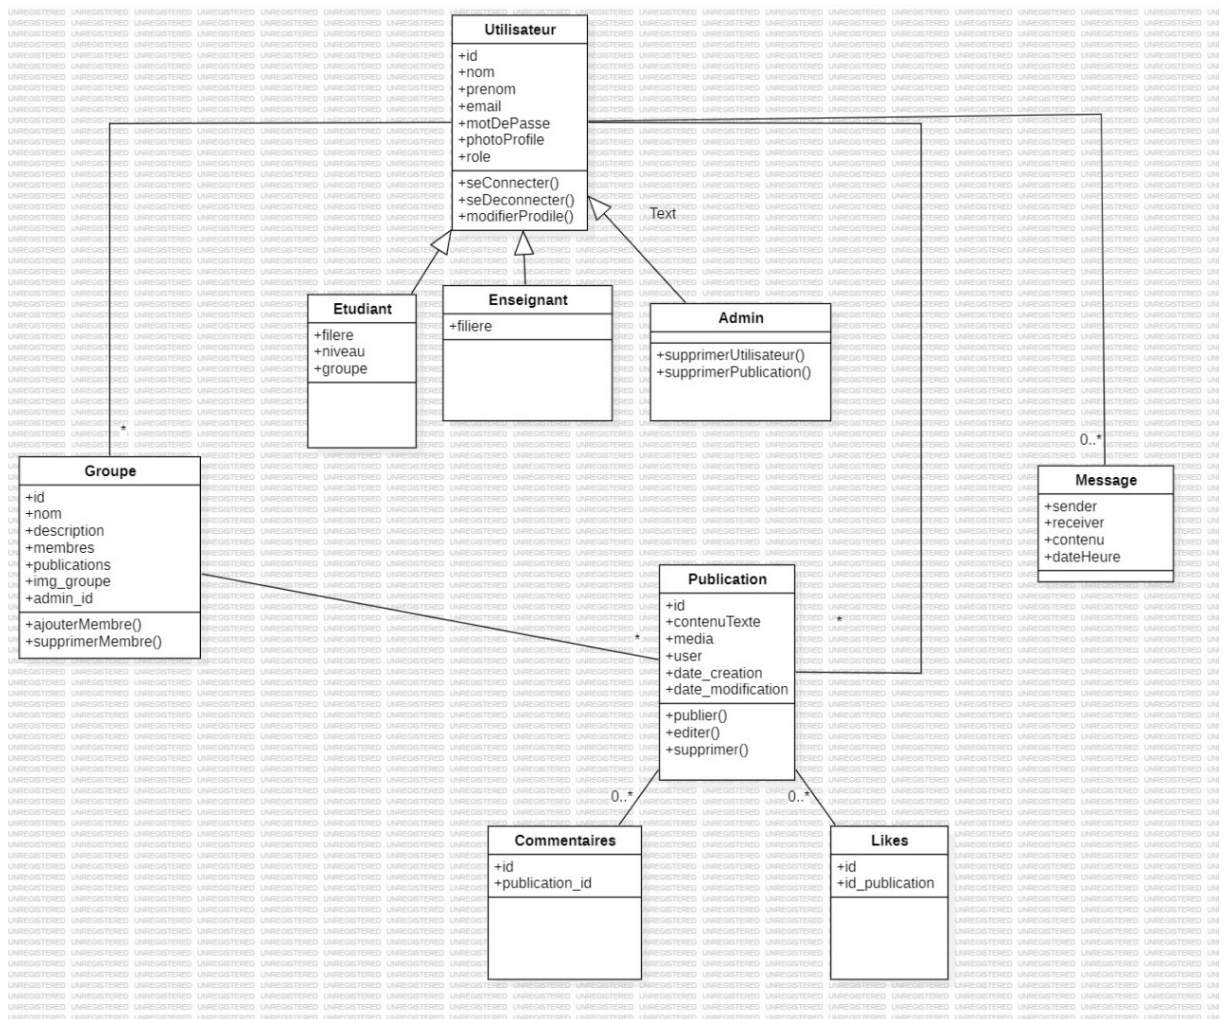 Utilisateur
+id
+nom
+prenom
+email
+motDePasse
+photoProfile
+role
+seConnecter()
+seDeconnecter()
+modifierProdile()
Text
Etudiant
+filere
+niveau
+groupe
Enseignant
+filiere
Admin
+supprimerUtilisateur()
+supprimerPublication()
*
0..*
Groupe
+id
+nom
+description
+membres
+publications
+img_groupe
+admin_id
+ajouterMembre()
+supprimerMembre()
Message
+sender
+receiver
+contenu
+dateHeure
*
*
Publication
+id
+contenuTexte
+media
+user
+date_creation
+date_modification
+publier()
+editer()
+supprimer()
0..*
0..*
Commentaires
+id
+publication_id
Likes
+id
+id_publication
UNREGISTERED